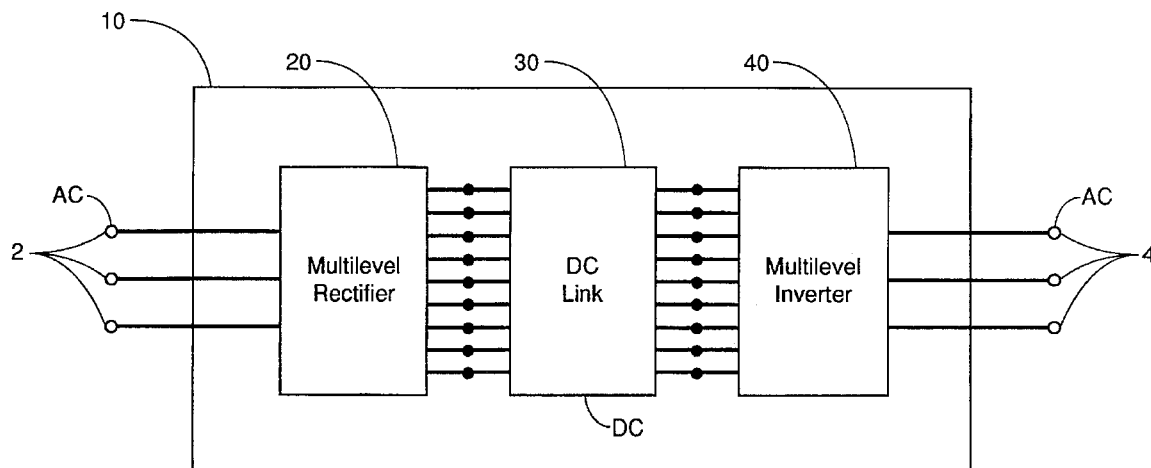 10
20
30
40
AC
AC
2
Multilevel
Rectifier
DC
Link
Multilevel
Inverter
4
DC